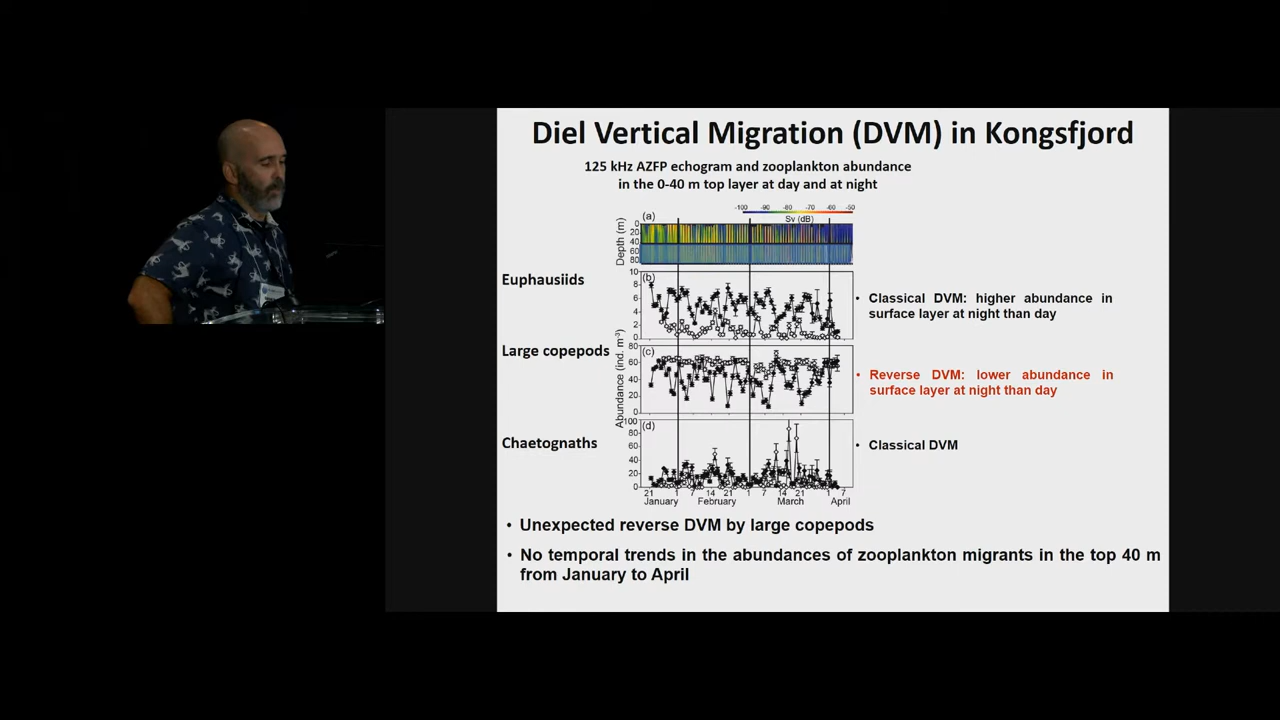 Diel Vertical Migration (DVM) in Kongsfjord
125 kHz AZFP echogram and zooplankton abundance
in the 0-40 m top layer at day and at night
-100 -90 -80 -70 -60 -50
Sv (dB)
(a)
Depth (m)
0
20
40
60
80
Euphausiids
(b)
10
8
6
4
2
0
• Classical DVM: higher abundance in
surface layer at night than day
Large copepods
(c)
Abundance (ind. m-3)
80
60
40
20
0
• Reverse DVM: lower abundance in
surface layer at night than day
Chaetognaths
(d)
100
80
60
40
20
0
• Classical DVM
21 1 7 14 21 1 7 14 21 1 7
January February March April
• Unexpected reverse DVM by large copepods
• No temporal trends in the abundances of zooplankton migrants in the top 40 m
from January to April